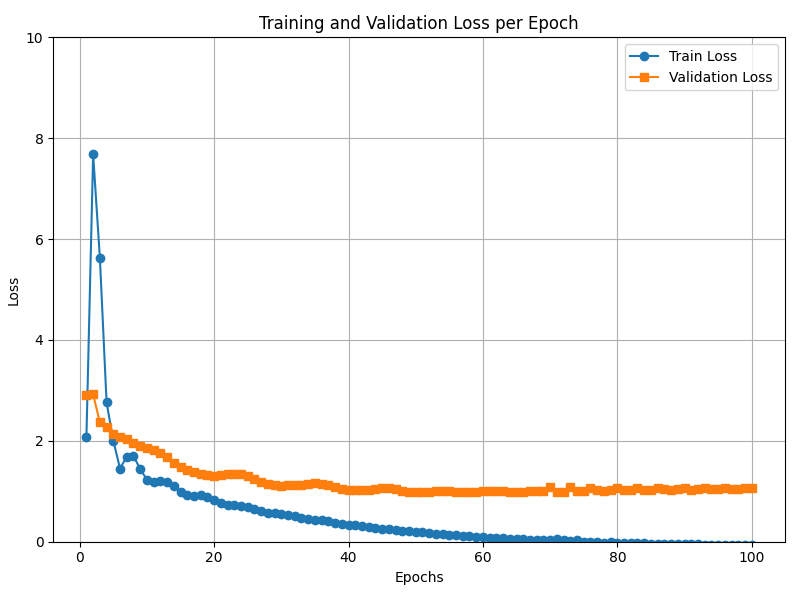 Training and Validation Loss per Epoch
Train Loss
Validation Loss
10
8
6
4
2
0
Loss
0 20 40 60 80 100
Epochs